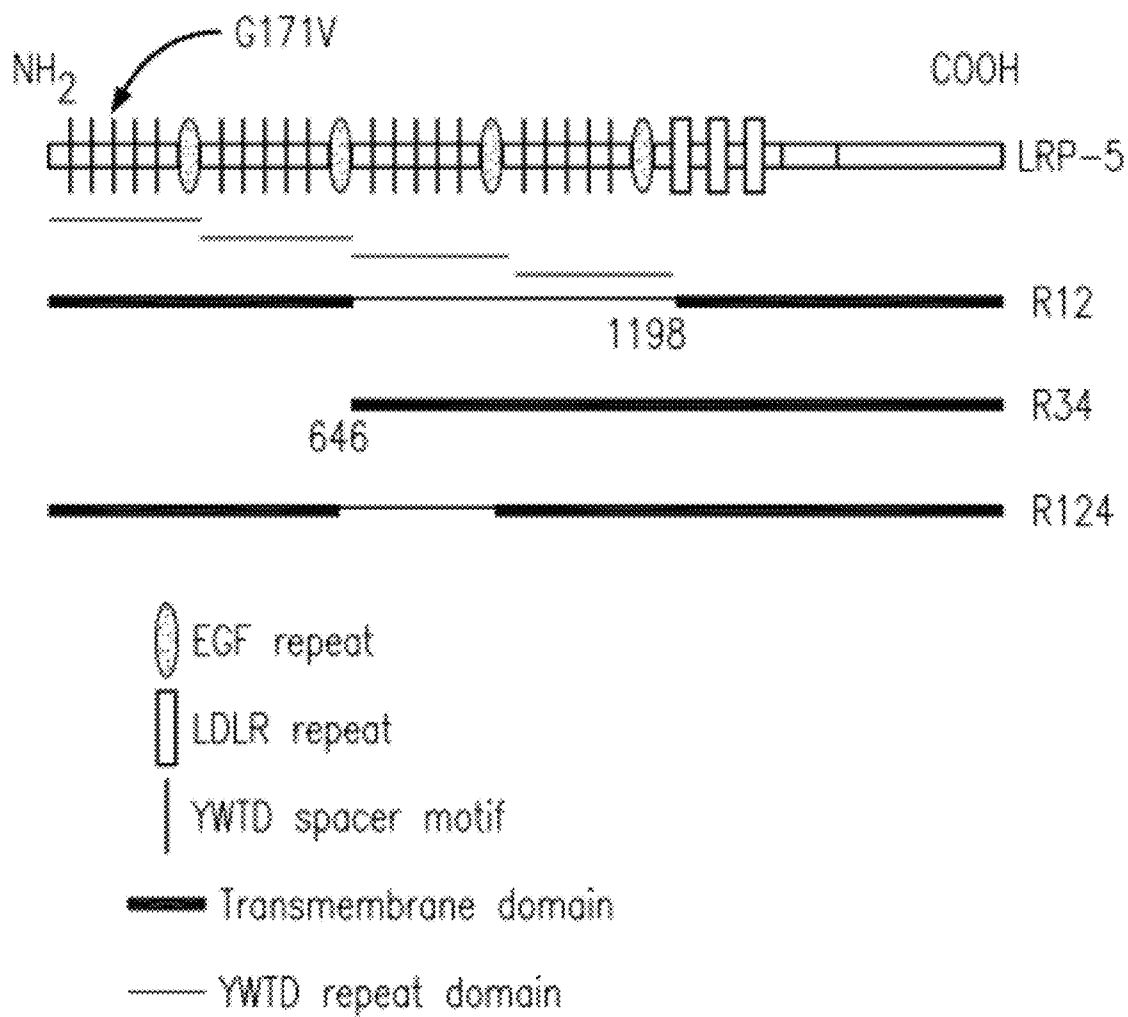 G171V
NH2
COOH
LRP-5
R12
1198
R34
646
R124
EGF repeat
LDLR repeat
YWTD spacer motif
Transmembrane domain
YWTD repeat domain